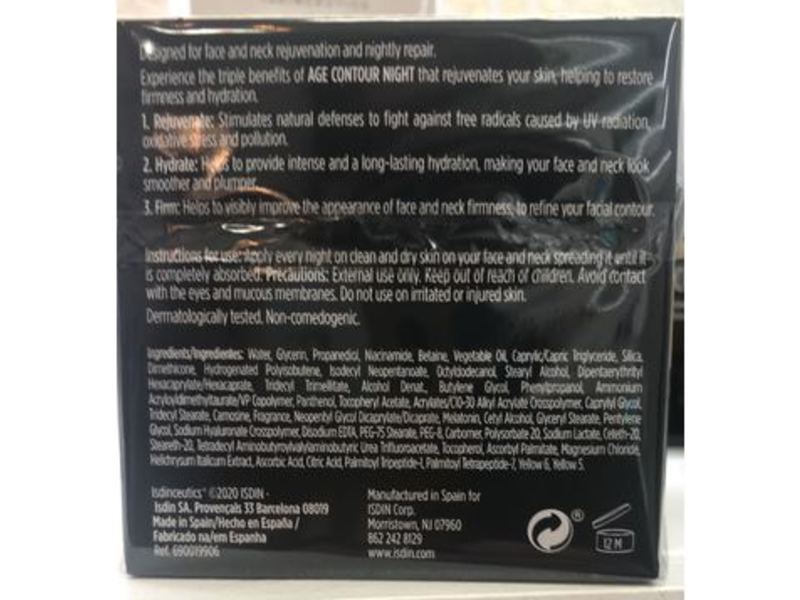 Designed for face and neck rejuvenation and nightly repair.
Experience the triple benefits of AGE CONTOUR NIGHT that rejuvenates your skin, helping to restore
firmness and hydration.
1. Rejuvenate: Stimulates natural defenses to fight against free radicals caused by UV radiation,
oxidative stress and pollution.
2. Hydrate: Helps to provide intense and a long-lasting hydration, making your face and neck look
smoother and plumper.
3. Firm: Helps to visibly improve the appearance of face and neck firmness, to refine your facial contour.
Instructions for use: Apply every night on clean and dry skin on your face and neck spreading it until it
is completely absorbed. Precautions: External use only. Keep out of reach of children. Avoid contact
with the eyes and mucous membranes. Do not use on irritated or injured skin.
Dermatologically tested. Non-comedogenic.
Ingredients/Ingredientes: Water, Glycerin, Propanediol, Niacinamide, Betaine, Vegetable Oil, Caprylic/Capric Triglyceride, Silica,
Dimethicone, Hydrogenated Polyisobutene, Isodecyl Neopentanoate, Octyldodecanol, Stearyl Alcohol, Dipentaerythrityl
Hexacaprylate/Hexacaprate, Tridecyl Trimellitate, Alcohol Denat., Butylene Glycol, Phenylpropanol, Ammonium
Acryloyldimethyltaurate/VP Copolymer, Panthenol, Tocopheryl Acetate, Acrylates/C10-30 Alkyl Acrylate Crosspolymer, Caprylyl Glycol,
Tridecyl Stearate, Carnosine, Fragrance, Neopentyl Glycol Dicaprylate/Dicaprate, Melatonin, Cetyl Alcohol, Glyceryl Stearate, Pentylene
Glycol, Sodium Hyaluronate Crosspolymer, Disodium EDTA, PEG-75 Stearate, PEG-8, Carbomer, Polysorbate 20, Sodium Lactate, Ceteth-20,
Steareth-20, Tetradecyl Aminobutyroylvalylaminobutyric Urea Trifluoroacetate, Tocopherol, Ascorbyl Palmitate, Magnesium Chloride,
Helichrysum Italicum Extract, Ascorbic Acid, Citric Acid, Palmitoyl Tripeptide-1, Palmitoyl Tetrapeptide-7, Yellow 6, Yellow 5.
Isdinceutics® ©2020 ISDIN -
Isdin SA. Provençals 33 Barcelona 08019
Made in Spain/Hecho en España /
Fabricado na/em Espanha
Ref. 690019906
Manufactured in Spain for
ISDIN Corp.
Morristown, NJ 07960
862 242 8129
www.isdin.com
®
12 M